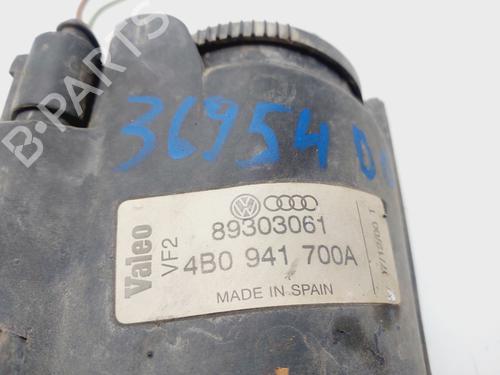 B-PARTS
36954 D
Valeo
VF2
89303061
4B0 941 700A
MADE IN SPAIN